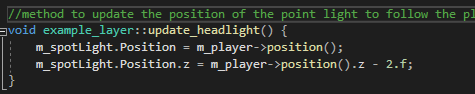 //method to update the position of the point light to follow the pl
void example_layer::update_headlight() {
m_spotLight.Position = m_player->position();
m_spotLight.Position.z = m_player->position().z - 2.f;
}